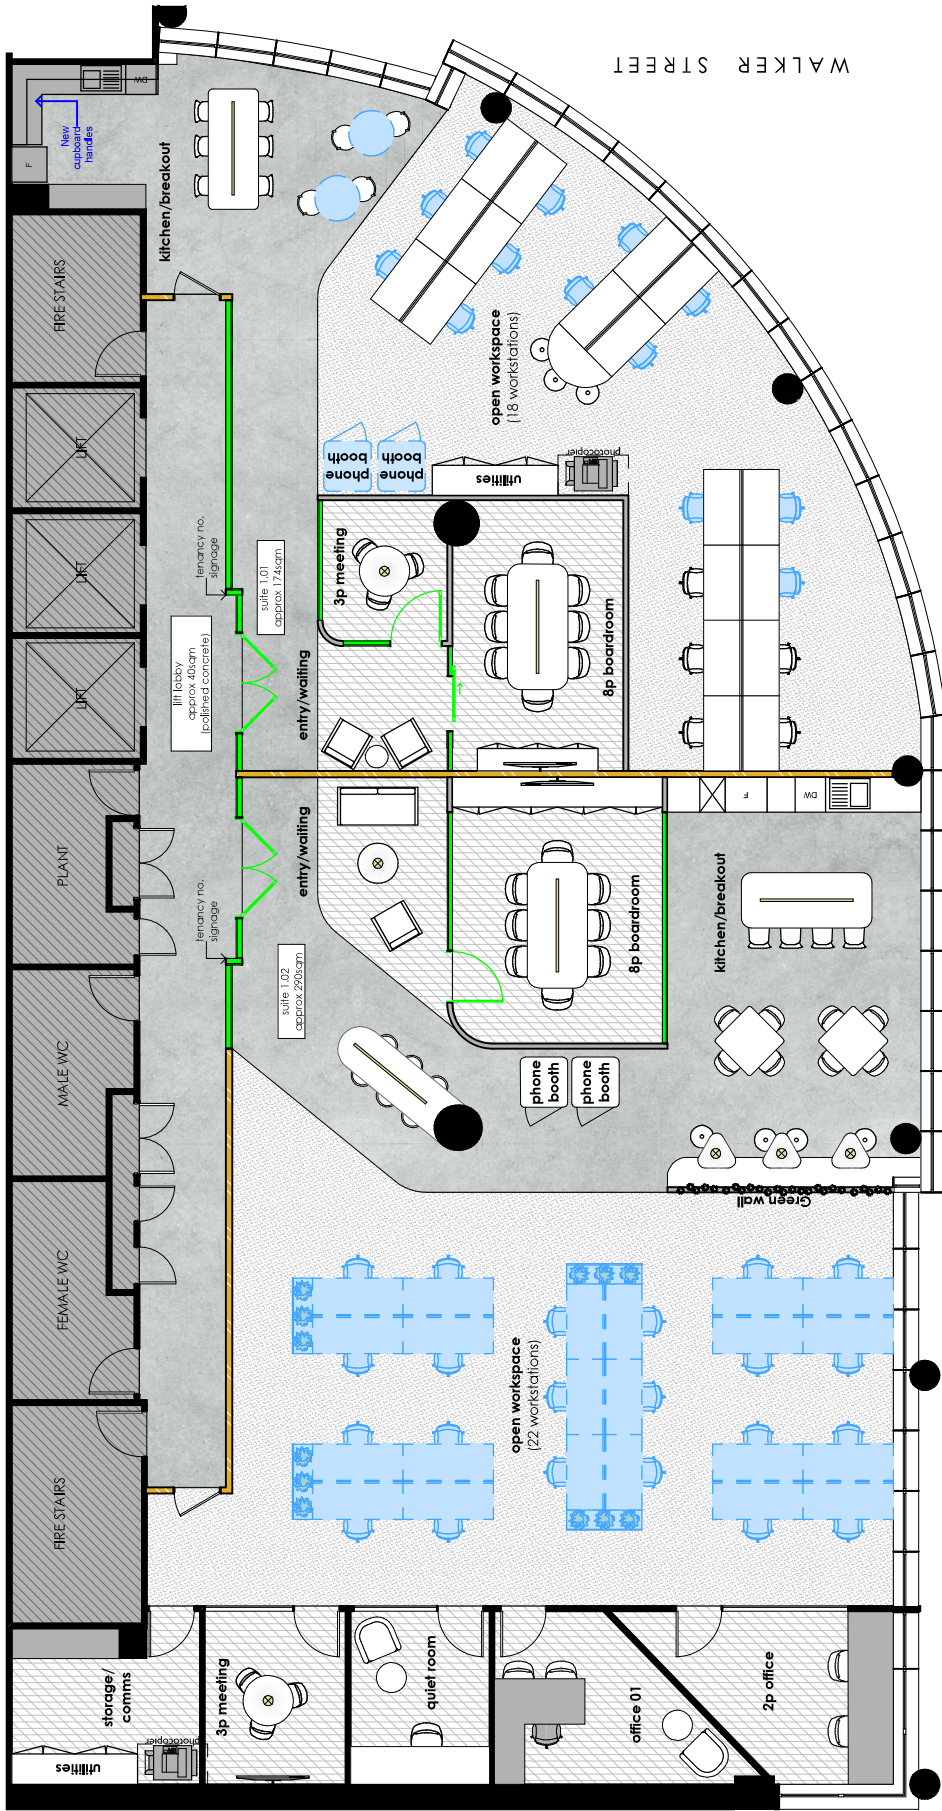 WALKER STREET
DW
New
cupboard
handles
F
kitchen/breakout
FIRE STAIRS
open workspace
(18 workstations)
LIFT
phone
booth
phone
booth
utilities
photocopier
LIFT
tenancy no.
signage
suite 1.01
approx 174sqm
3p meeting
8p boardroom
LIFT
lift lobby
approx 40sqm
(polished concrete)
entry/waiting
PLANT
entry/waiting
F
DW
tenancy no.
signage
suite 1.02
approx 290sqm
8p boardroom
kitchen/breakout
MALE WC
phone
booth
phone
booth
Green wall
FEMALE WC
open workspace
(22 workstations)
FIRE STAIRS
storage/
comms
utilities
photocopier
3p meeting
quiet room
office 01
2p office